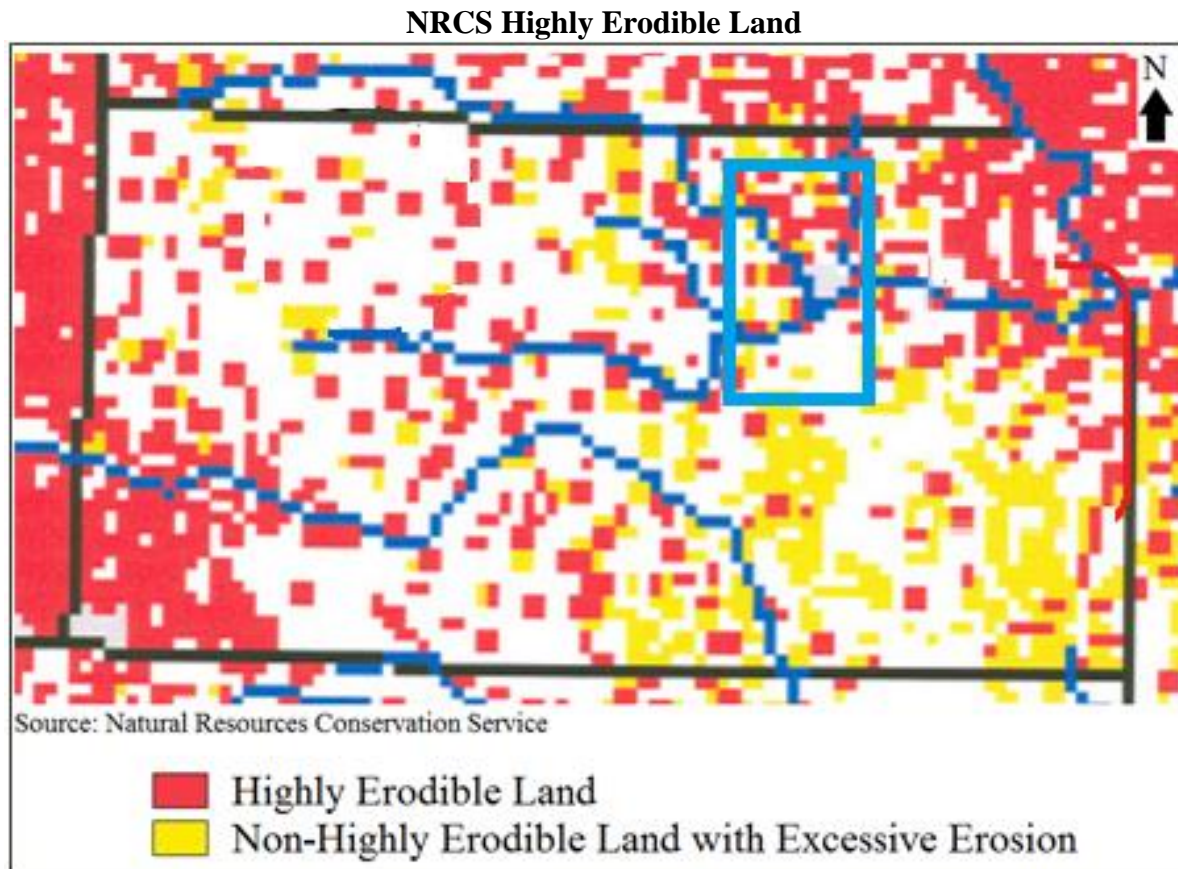 NRCS Highly Erodible Land
N
Source: Natural Resources Conservation Service
Highly Erodible Land
Non-Highly Erodible Land with Excessive Erosion